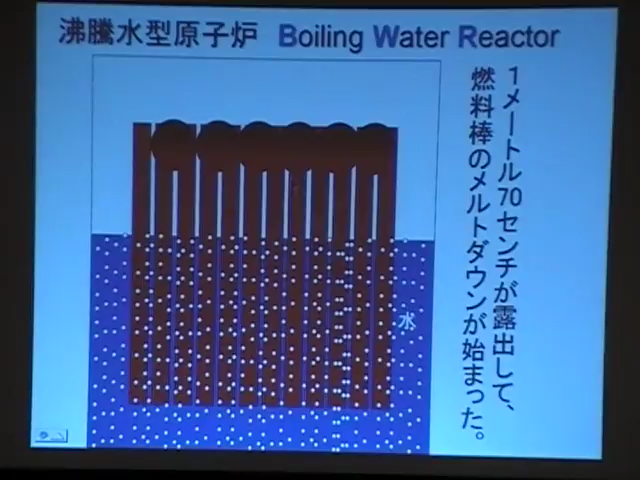 沸騰水型原子炉 Boiling Water Reactor
1メートル70センチが露出して、
燃料棒のメルトダウンが始まった。
水